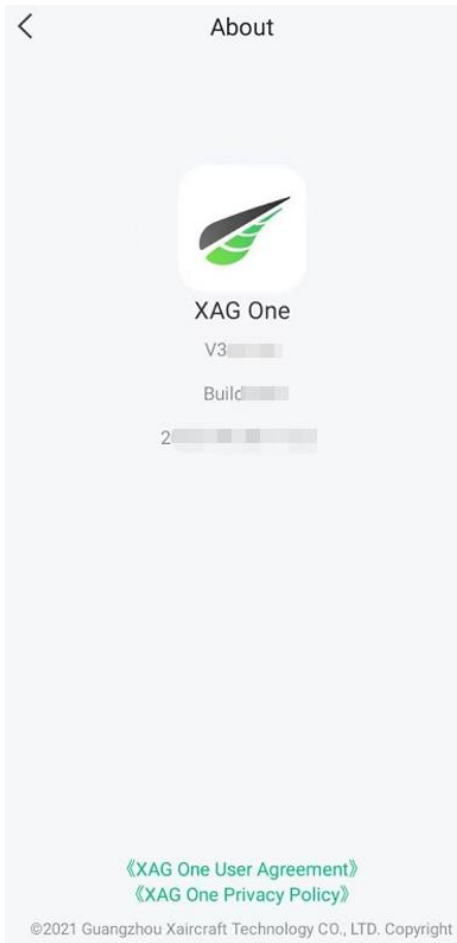 About
XAG One
V3
Build
2
《XAG One User Agreement》
《XAG One Privacy Policy》
©2021 Guangzhou Xaircraft Technology CO., LTD. Copyright